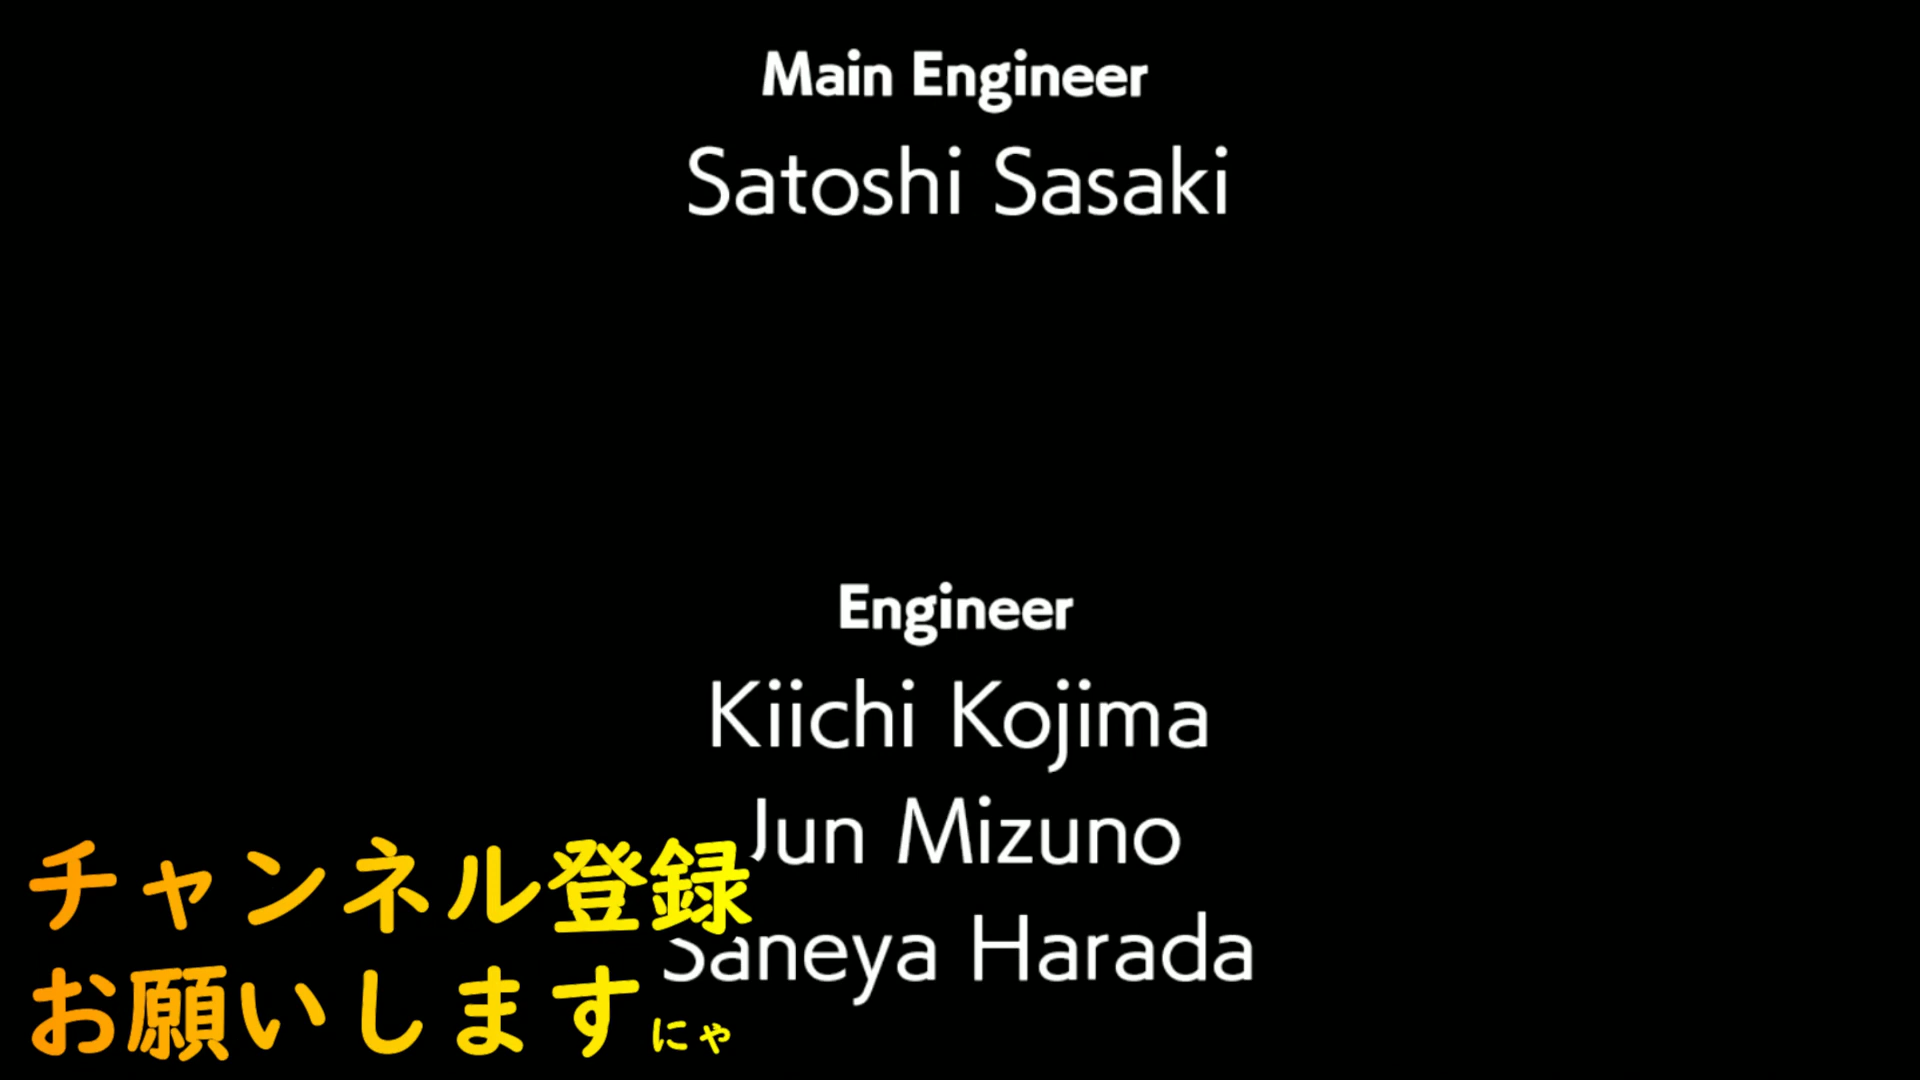 Main Engineer
Satoshi Sasaki
Engineer
Kiichi Kojima
Jun Mizuno
Saneya Harada
チャンネル登録
お願いしますにゃ